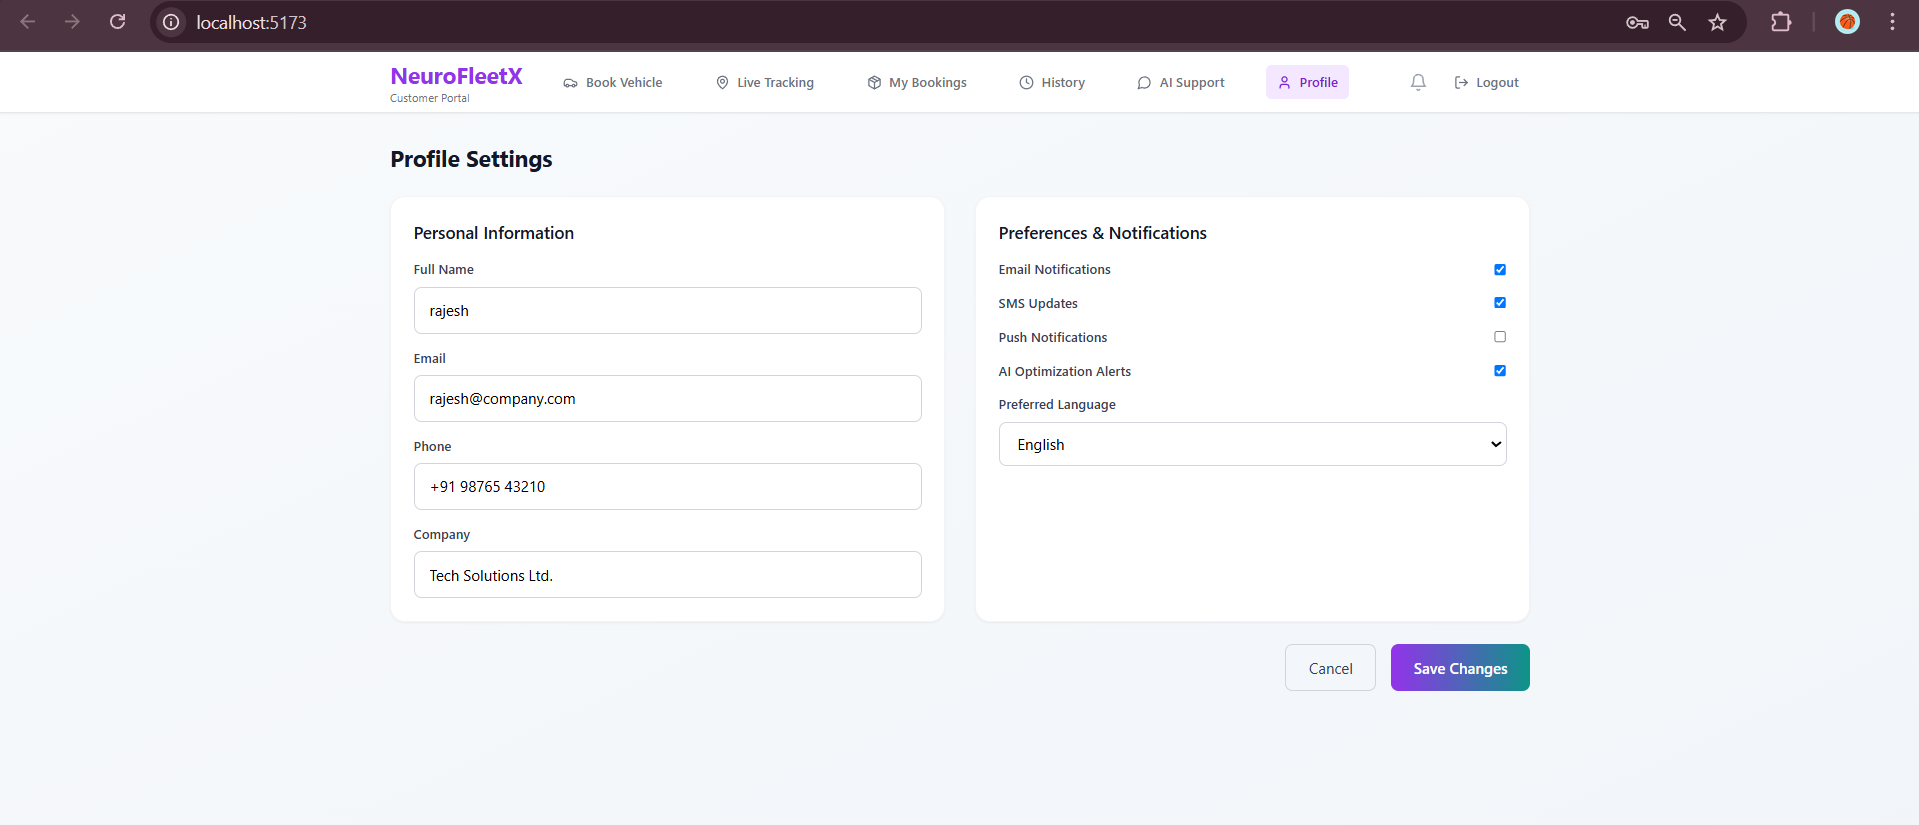 localhost:5173
NeuroFleetX
Customer Portal
Book Vehicle
Live Tracking
My Bookings
History
AI Support
Profile
Logout
Profile Settings
Personal Information
Full Name
rajesh
Email
rajesh@company.com
Phone
+91 98765 43210
Company
Tech Solutions Ltd.
Preferences & Notifications
Email Notifications
SMS Updates
Push Notifications
AI Optimization Alerts
Preferred Language
English
Cancel
Save Changes